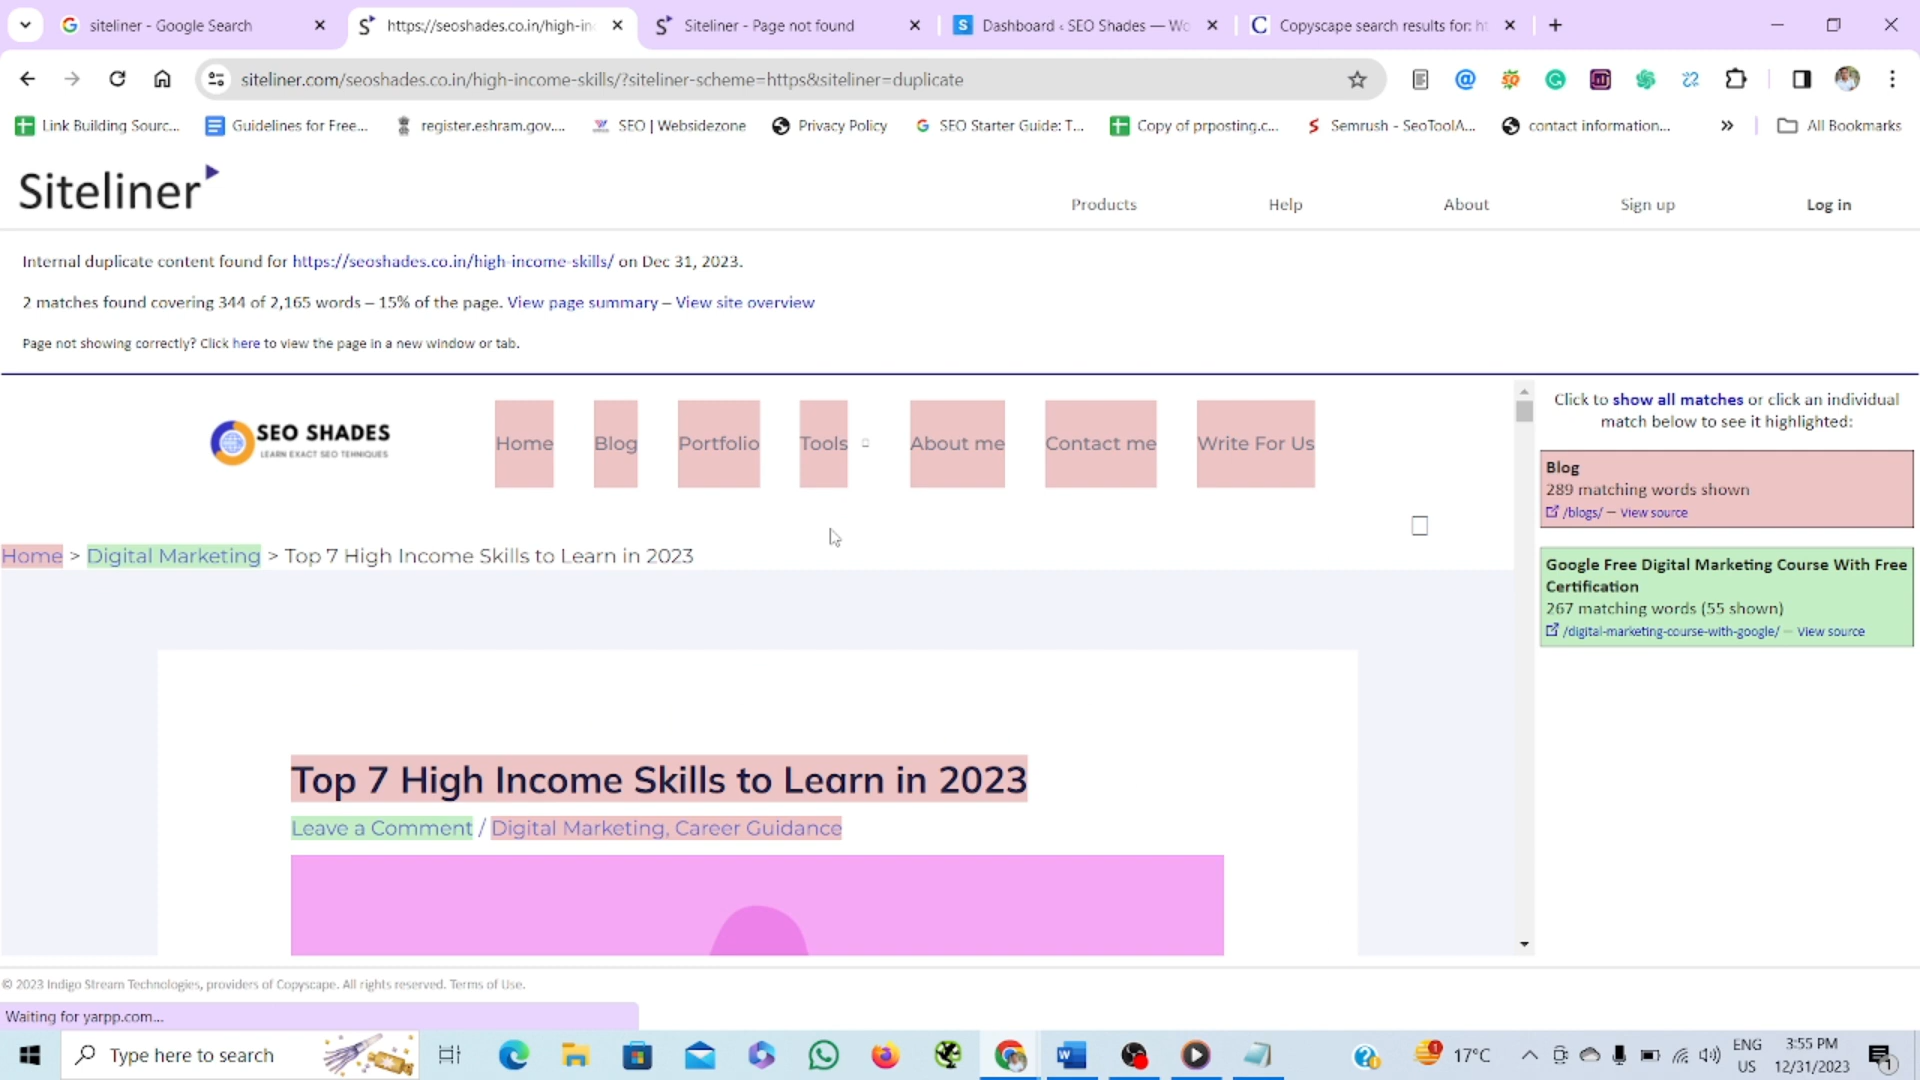 siteliner - Google Search
https://seoshades.co.in/high-in
Siteliner - Page not found
Dashboard ‹ SEO Shades — Wo
Copyscape search results for: ht
siteliner.com/seoshades.co.in/high-income-skills/?siteliner-scheme=https&siteliner=duplicate
Link Building Sourc...
Guidelines for Free...
register.eshram.gov....
SEO | Websidezone
Privacy Policy
SEO Starter Guide: T...
Copy of prposting.c...
Semrush - SeoToolA...
contact information...
All Bookmarks
Siteliner
Products
Help
About
Sign up
Log in
Internal duplicate content found for https://seoshades.co.in/high-income-skills/ on Dec 31, 2023.
2 matches found covering 344 of 2,165 words – 15% of the page. View page summary – View site overview
Page not showing correctly? Click here to view the page in a new window or tab.
Click to show all matches or click an individual
match below to see it highlighted:
SEO SHADES
LEARN EXACT SEO TEHNIQUES
Home
Blog
Portfolio
Tools
About me
Contact me
Write For Us
Blog
289 matching words shown
/blogs/ – View source
Home > Digital Marketing > Top 7 High Income Skills to Learn in 2023
Google Free Digital Marketing Course With Free
Certification
267 matching words (55 shown)
/digital-marketing-course-with-google/ – View source
Top 7 High Income Skills to Learn in 2023
Leave a Comment / Digital Marketing, Career Guidance
© 2023 Indigo Stream Technologies, providers of Copyscape. All rights reserved. Terms of Use.
Waiting for yarpp.com...
Type here to search
17°C
ENG
US
3:55 PM
12/31/2023